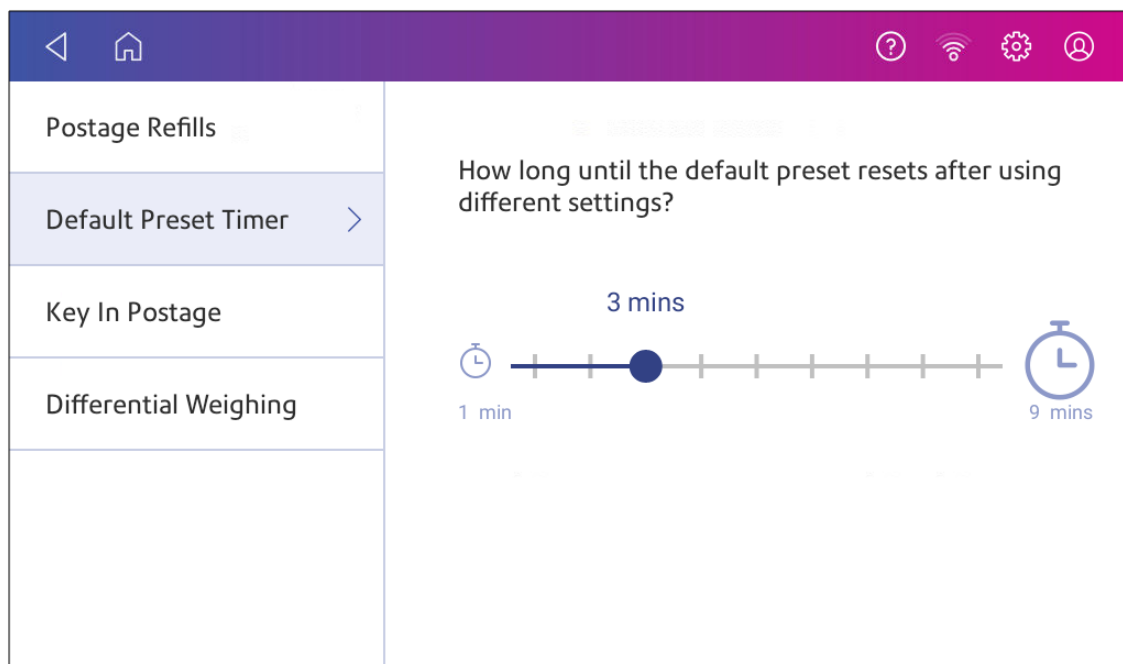 Postage Refills
Default Preset Timer
Key In Postage
Differential Weighing
How long until the default preset resets after using
different settings?
3 mins
1 min
9 mins